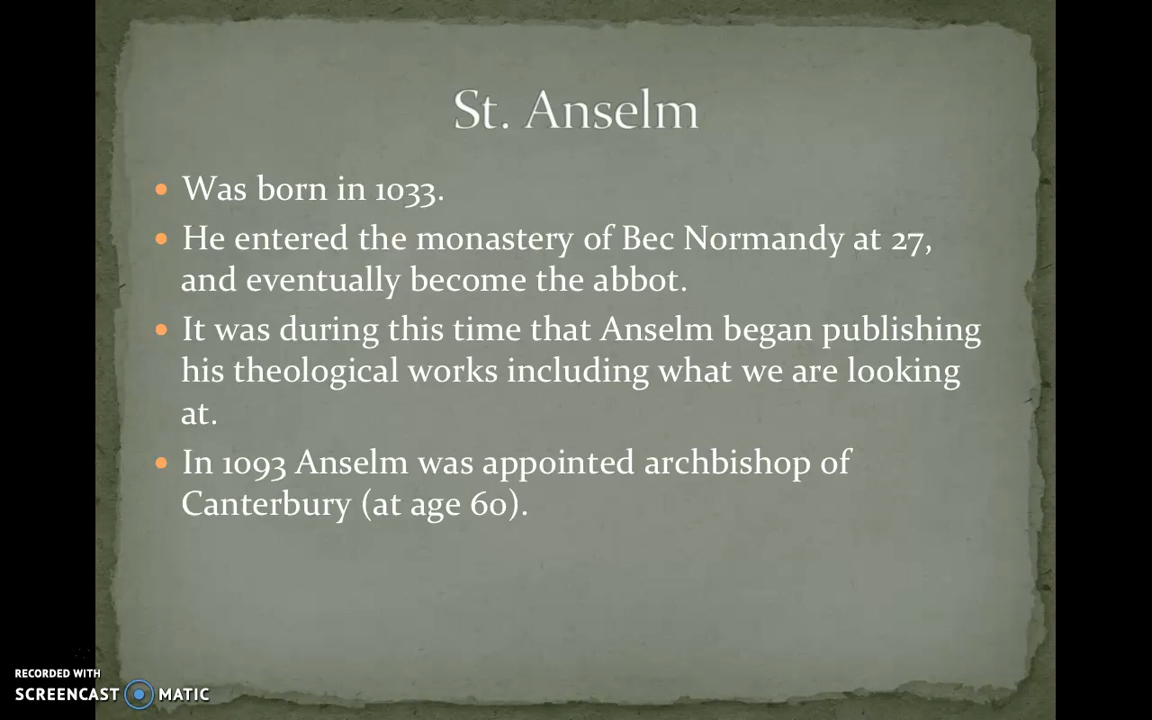 St. Anselm
• Was born in 1033.
• He entered the monastery of Bec Normandy at 27,
and eventually become the abbot.
• It was during this time that Anselm began publishing
his theological works including what we are looking
at.
• In 1093 Anselm was appointed archbishop of
Canterbury (at age 60).
RECORDED WITH
SCREENCAST MATIC